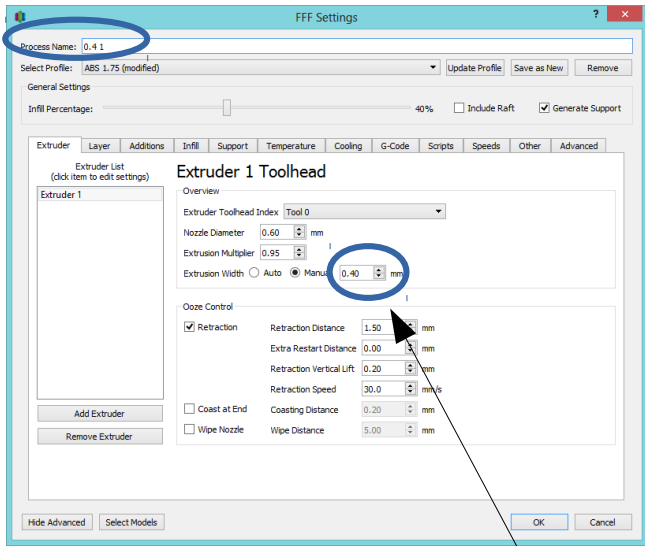 FFF Settings
Process Name: 0.4 1
Select Profile: ABS 1.75 (modified) Update Profile Save as New Remove
General Settings
Infill Percentage: 40% Include Raft Generate Support
Extruder Layer Additions Infill Support Temperature Cooling G-Code Scripts Speeds Other Advanced
Extruder List
(click item to edit settings)
Extruder 1
Add Extruder
Remove Extruder
Extruder 1 Toolhead
Overview
Extruder Toolhead Index Tool 0
Nozzle Diameter 0.60 mm
Extrusion Multiplier 0.95
Extrusion Width Auto Manual 0.40 mm
Ooze Control
Retraction Retraction Distance 1.50 mm
Extra Restart Distance 0.00 mm
Retraction Vertical Lift 0.20 mm
Retraction Speed 30.0 mm/s
Coast at End Coasting Distance 0.20 mm
Wipe Nozzle Wipe Distance 5.00 mm
Hide Advanced Select Models OK Cancel